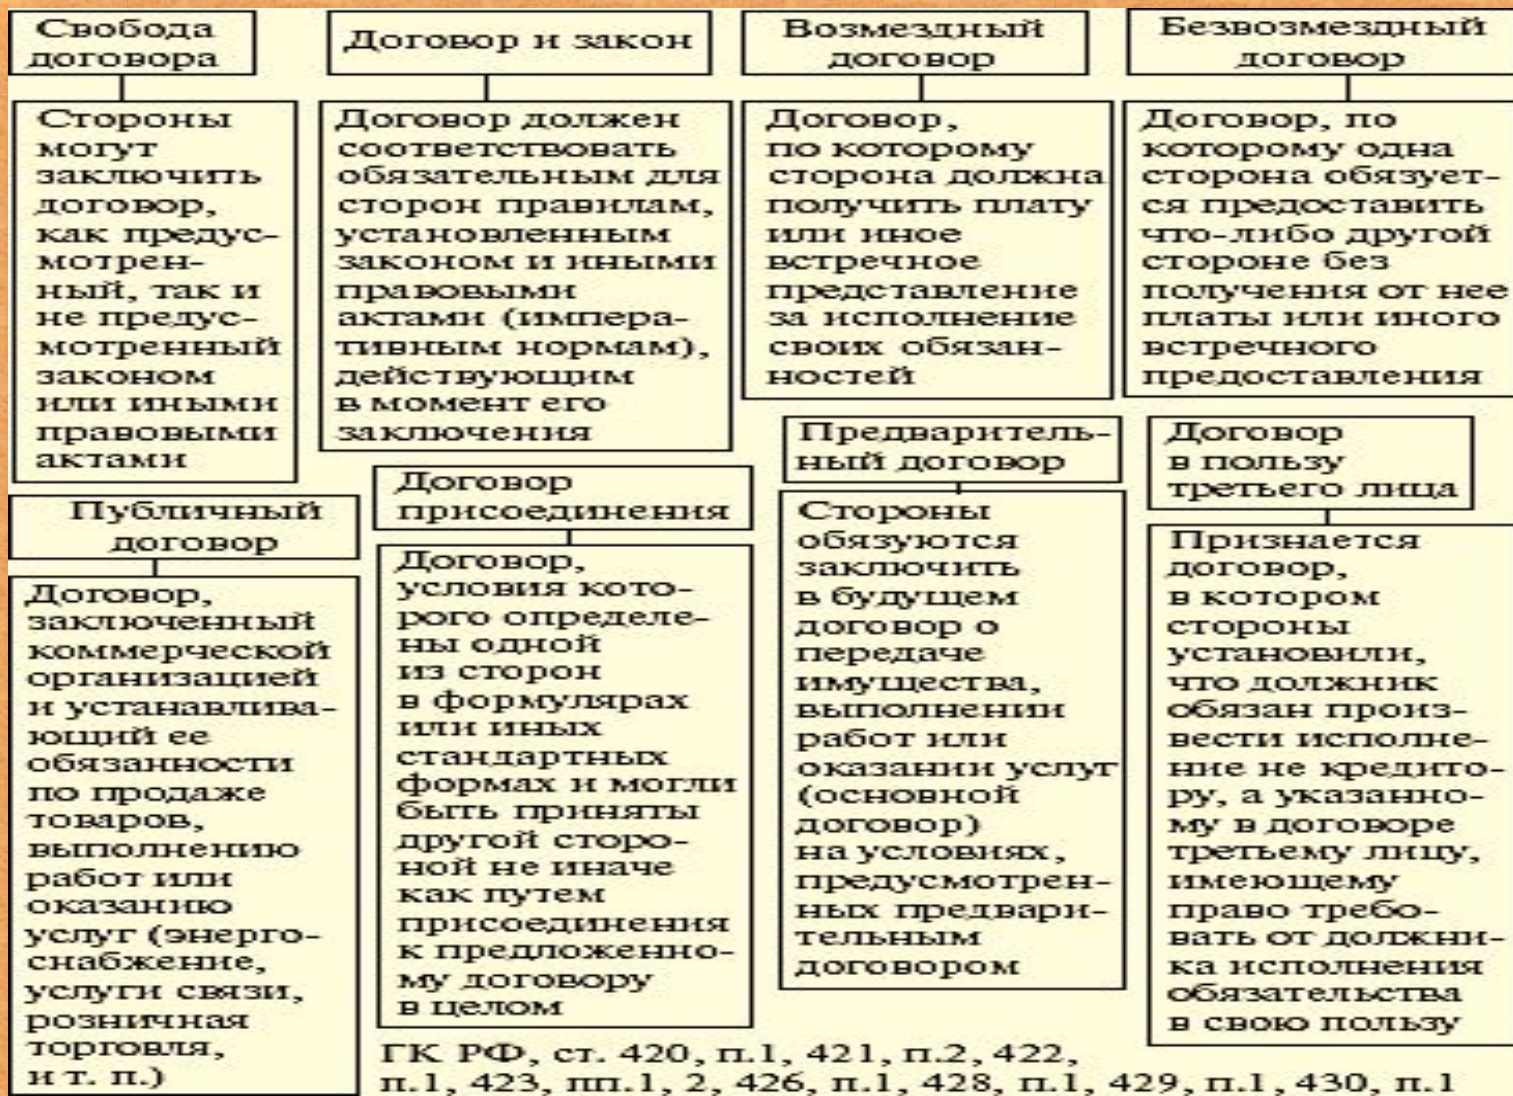 Свобода
договора
Стороны
могут
заключить
договор,
как предус-
мотрен-
ный, так и
не предус-
мотренный
законом
или иными
правовыми
актами
Договор и закон
Договор должен
соответствовать
обязательным для
сторон правилам,
установленным
законом и иными
правовыми
актами (импера-
тивным нормам),
действующим
в момент его
заключения
Возмездный
договор
Договор,
по которому
сторона должна
получить плату
или иное
встречное
представление
за исполнение
своих обязан-
ностей
Безвозмездный
договор
Договор, по
которому одна
сторона обязует-
ся предоставить
что-либо другой
стороне без
получения от нее
платы или иного
встречного
предоставления
Публичный
договор
Договор,
заключенный
коммерческой
организацией
и устанавлива-
ющий ее
обязанности
по продаже
товаров,
выполнению
работ или
оказанию
услуг (энерго-
снабжение,
услуги связи,
розничная
торговля,
и т. п.)
Договор
присоединения
Договор,
условия кото-
рого определе-
ны одной
из сторон
в формулярах
или иных
стандартных
формах и могли
быть приняты
другой сторо-
ной не иначе
как путем
присоединения
к предложенно-
му договору
в целом
Предваритель-
ный договор
Стороны
обязуются
заключить
в будущем
договор о
передаче
имущества,
выполнении
работ или
оказании услуг
(основной
договор)
на условиях,
предусмотрен-
ных предвари-
тельным
договором
Договор
в пользу
третьего лица
Признается
договор,
в котором
стороны
установили,
что должник
обязан произ-
вести исполне-
ние не кредито-
ру, а указанно-
му в договоре
третьему лицу,
имеющему
право требо-
вать от должни-
ка исполнения
обязательства
в свою пользу
ГК РФ, ст. 420, п.1, 421, п.2, 422,
п.1, 423, пп.1, 2, 426, п.1, 428, п.1, 429, п.1, 430, п.1